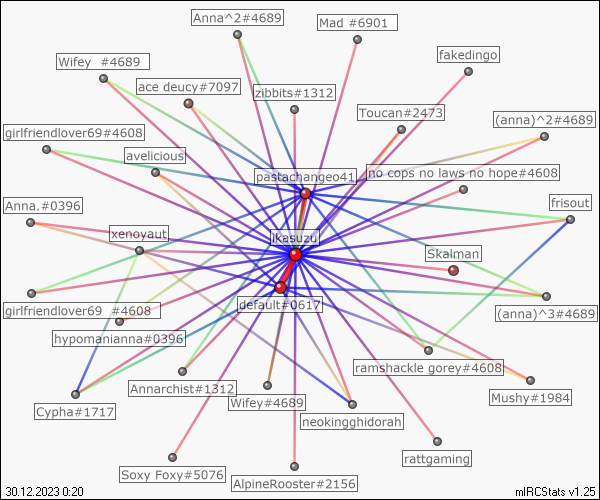 Anna^2#4689
Mad #6901
Wifey #4689
fakedingo
ace deucy#7097
zibbits#1312
Toucan#2473
(anna)^2#4689
girlfriendlover69#4608
avelicious
pastachangeo41
no cops no laws no hope#4608
Anna.#0396
frisout
xenoyaut
ikasuzu
Skalman
default#0617
girlfriendlover69 #4608
(anna)^3#4689
hypomanianna#0396
ramshackle gorey#4608
Annarchist#1312
Mushy#1984
Cypha#1717
Wifey#4689
neokingghidorah
rattgaming
Soxy Foxy#5076
AlpineRooster#2156
30.12.2023 0:20
mIRCStats v1.25